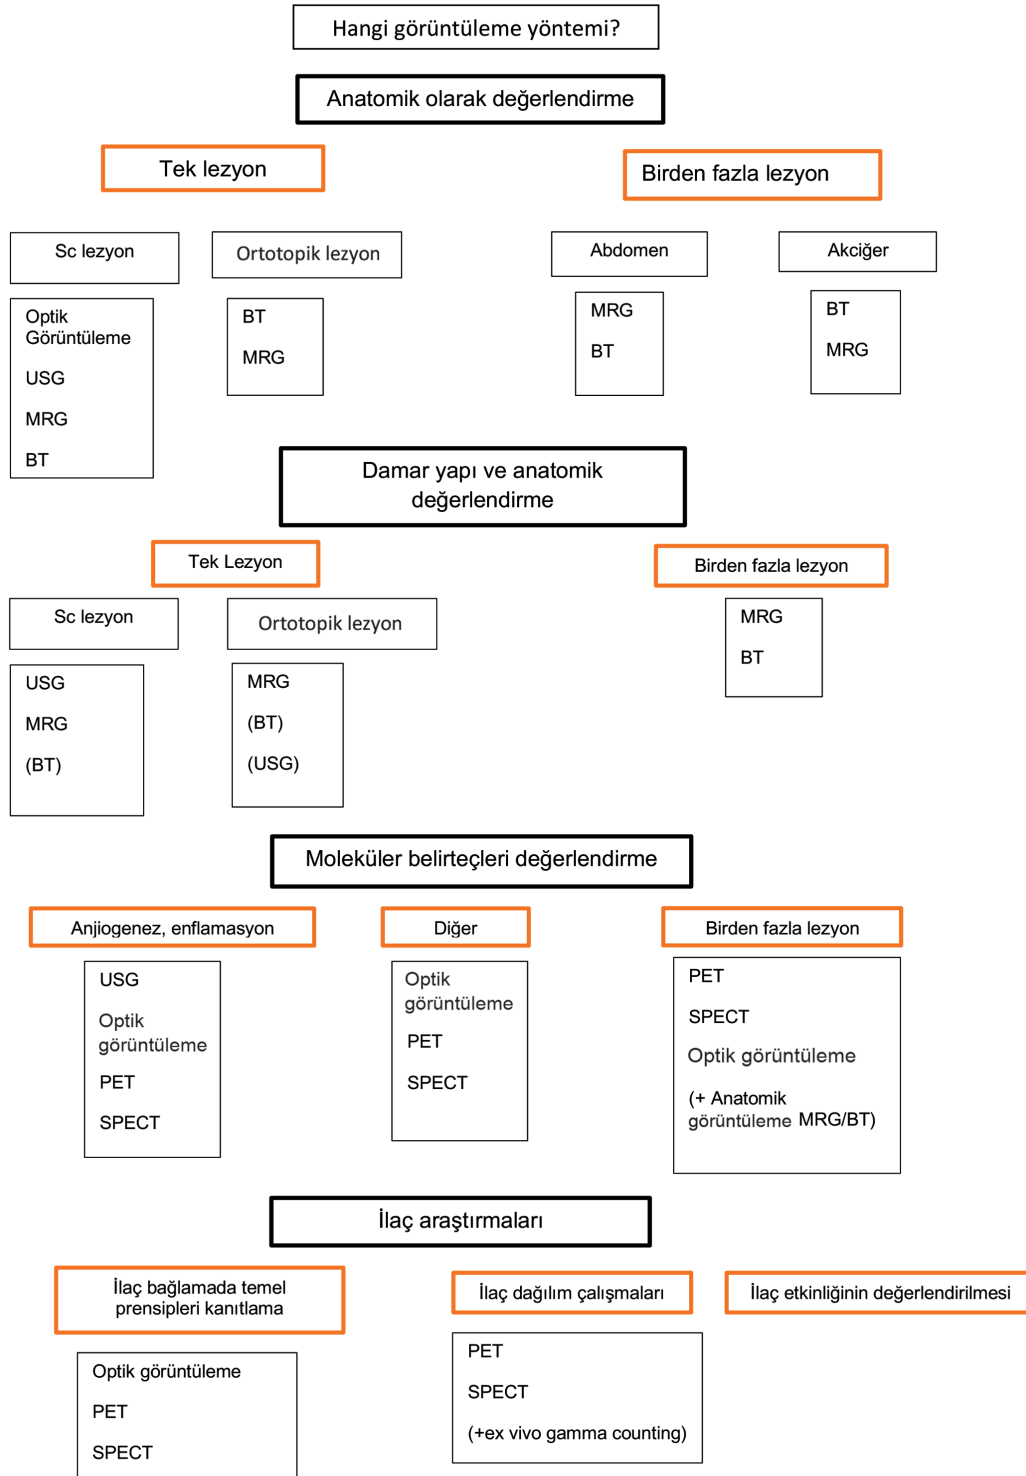 Hangi görüntüleme yöntemi?
Anatomik olarak değerlendirme
Tek lezyon
Birden fazla lezyon
Sc lezyon
Ortotopik lezyon
Abdomen
Akciğer
Optik
Görüntüleme
USG
MRG
BT
BT
MRG
MRG
BT
BT
MRG
Damar yapı ve anatomik
değerlendirme
Tek Lezyon
Birden fazla lezyon
Sc lezyon
Ortotopik lezyon
USG
MRG
(BT)
MRG
(BT)
(USG)
MRG
BT
Moleküler belirteçleri değerlendirme
Anjiogenez, enflamasyon
Diğer
Birden fazla lezyon
USG
Optik
görüntüleme
PET
SPECT
Optik
görüntüleme
PET
SPECT
PET
SPECT
Optik görüntüleme
(+ Anatomik
görüntüleme MRG/BT)
İlaç araştırmaları
İlaç bağlamada temel
prensipleri kanıtlama
İlaç dağılım çalışmaları
İlaç etkinliğinin değerlendirilmesi
Optik görüntüleme
PET
SPECT
PET
SPECT
(+ex vivo gamma counting)